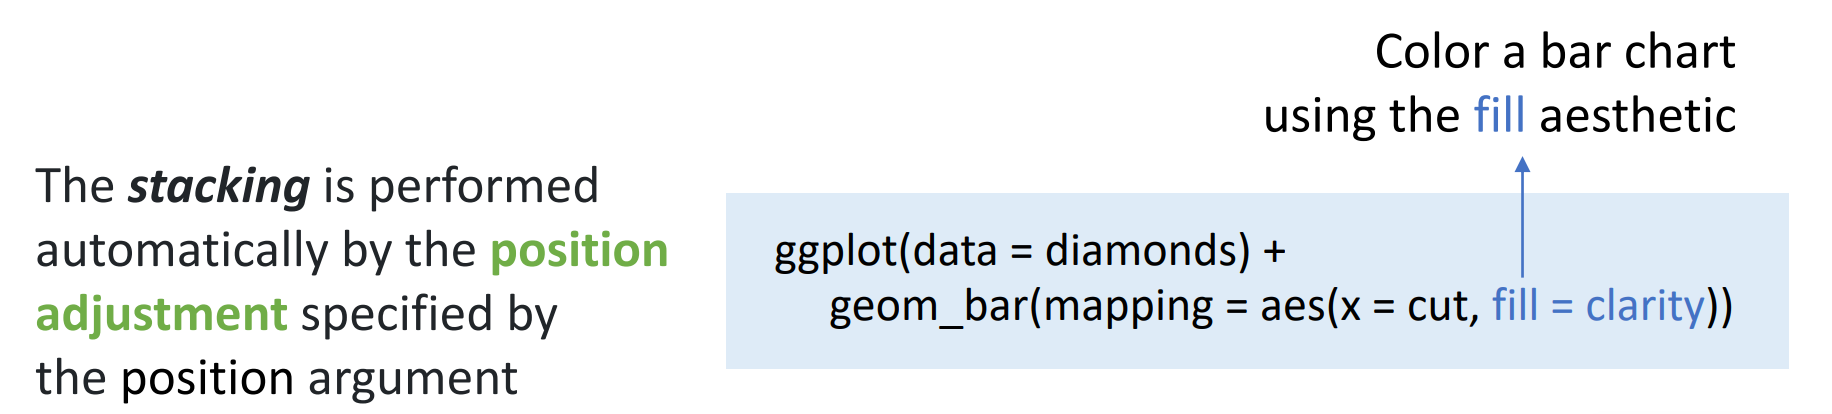 Color a bar chart
using the fill aesthetic
The stacking is performed
automatically by the position
adjustment specified by
the position argument
ggplot(data = diamonds) +
geom_bar(mapping = aes(x = cut, fill = clarity))